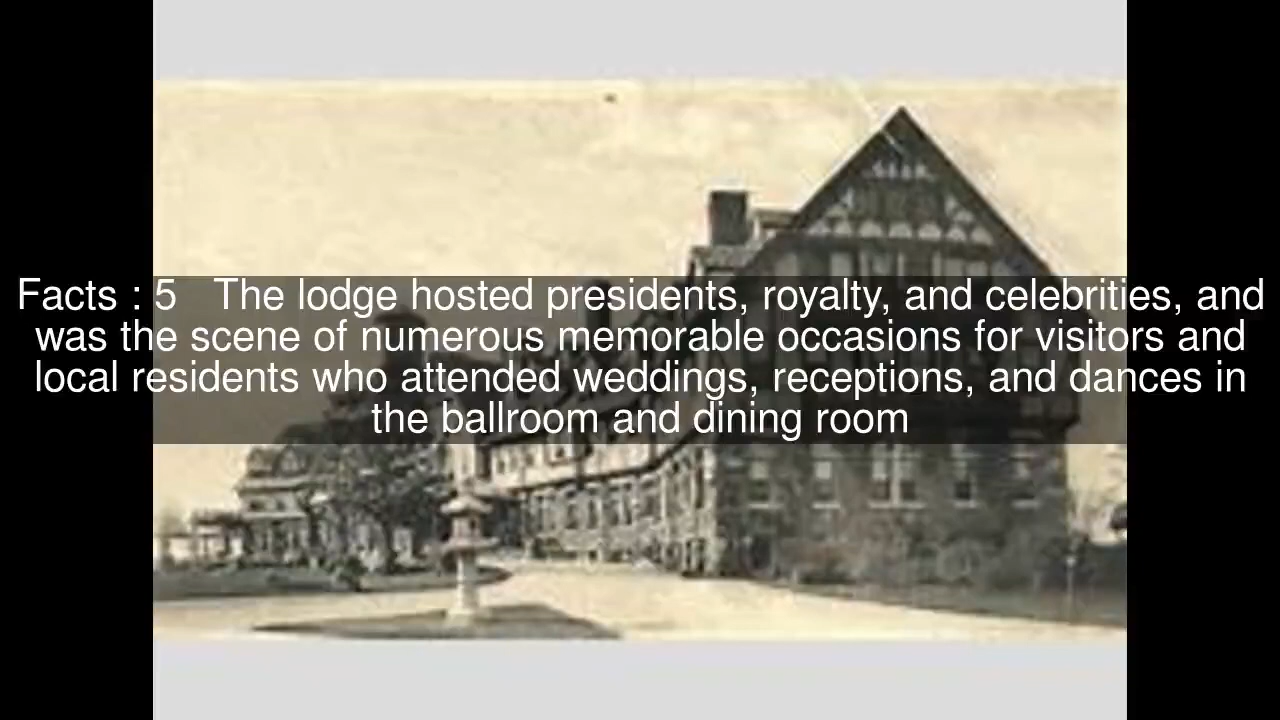 Facts : 5   The lodge hosted presidents, royalty, and celebrities, and
was the scene of numerous memorable occasions for visitors and
local residents who attended weddings, receptions, and dances in
the ballroom and dining room